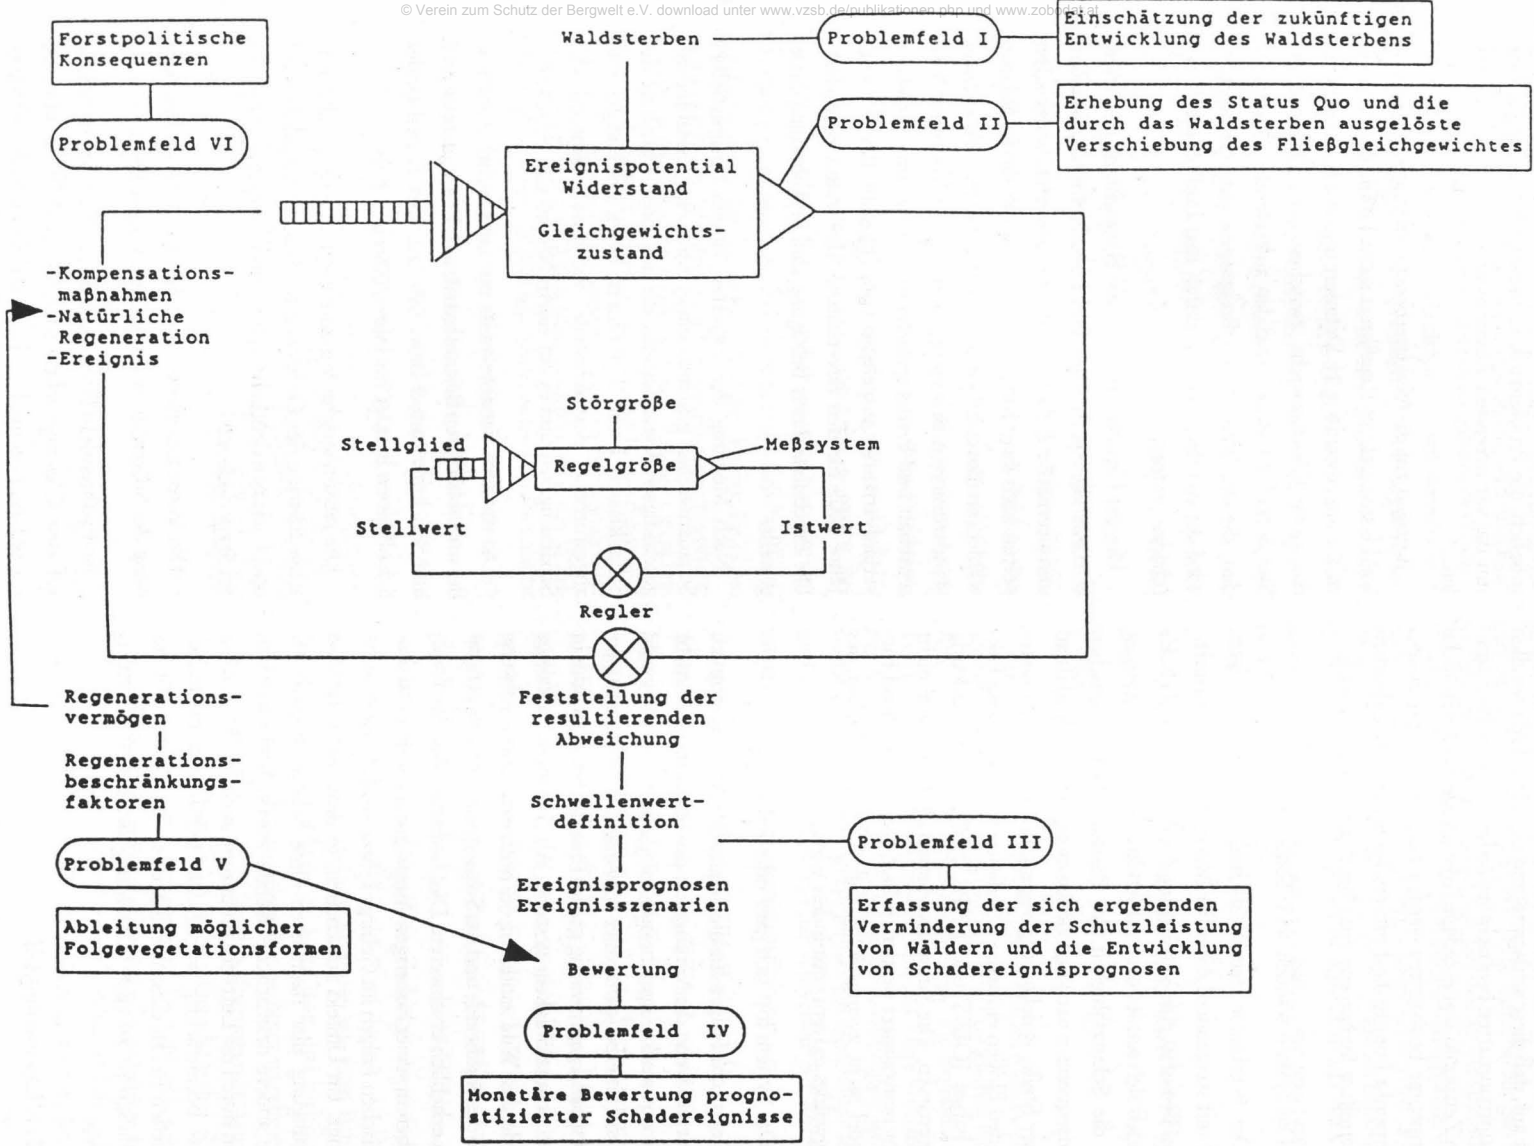 © Verein zum Schutz der Bergwelt e.V. download unter www.vzsb.de/publikationen.php und www.zobodat.at
Forstpolitische
Konsequenzen
Problemfeld VI
Waldsterben
Problemfeld I
Einschätzung der zukünftigen
Entwicklung des Waldsterbens
Problemfeld II
Erhebung des Status Quo und die
durch das Waldsterben ausgelöste
Verschiebung des Fließgleichgewichtes
Ereignispotential
Widerstand
Gleichgewichts-
zustand
-Kompensations-
maßnahmen
-Natürliche
Regeneration
-Ereignis
Störgröße
Stellglied
Regelgröße
Meßsystem
Stellwert
Istwert
Regler
Feststellung der
resultierenden
Abweichung
Regenerations-
vermögen
Regenerations-
beschränkungs-
faktoren
Schwellenwert-
definition
Problemfeld V
Problemfeld III
Ableitung möglicher
Folgevegetationsformen
Ereignisprognosen
Ereignisszenarien
Erfassung der sich ergebenden
Verminderung der Schutzleistung
von Wäldern und die Entwicklung
von Schadereignisprognosen
Bewertung
Problemfeld IV
Monetäre Bewertung progno-
stizierter Schadereignisse